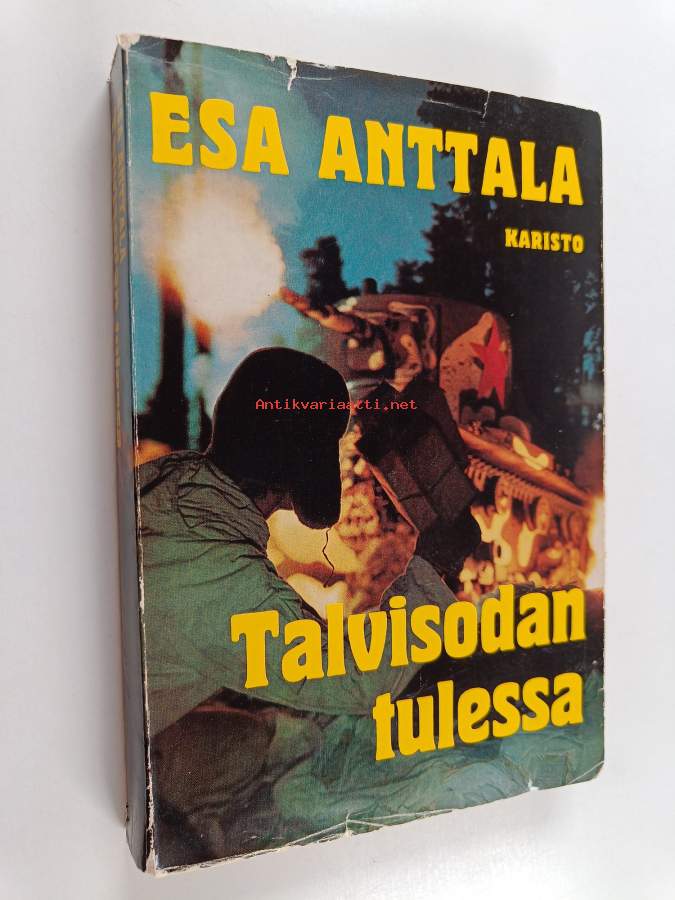 ESA ANTTALA
KARISTO
Antikvariaatti.net
Talvisodan
tulessa